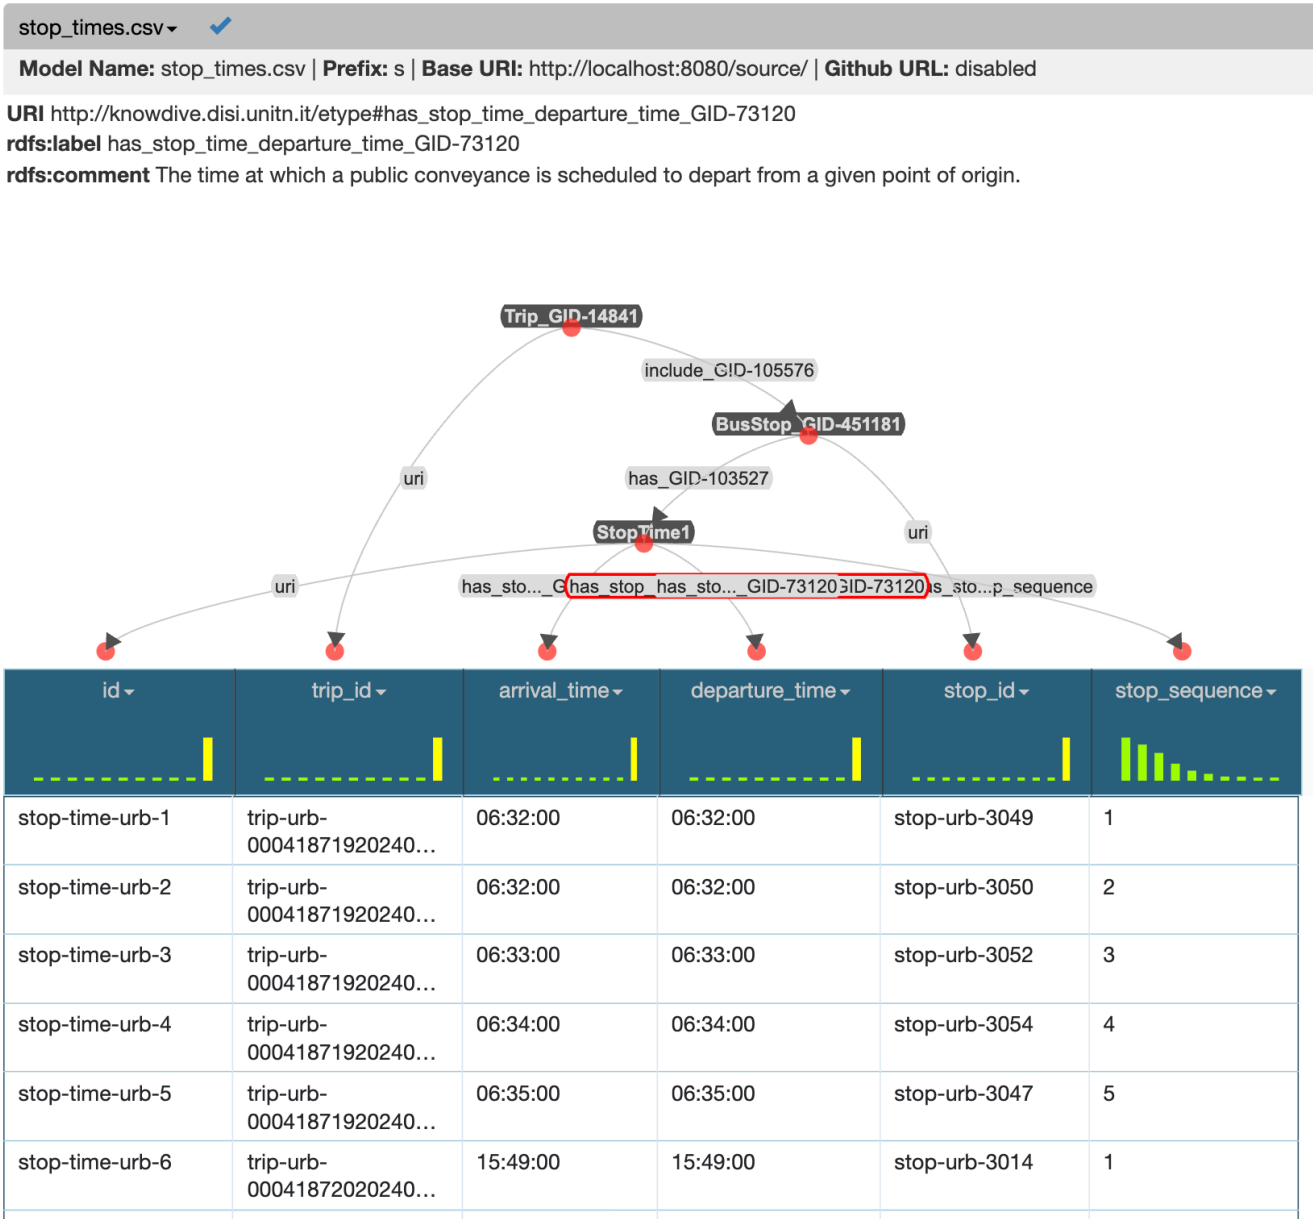 stop_times.csv
Model Name: stop_times.csv | Prefix: s | Base URI: http://localhost:8080/source/ | Github URL: disabled
URI http://knowdive.disi.unitn.it/etype#has_stop_time_departure_time_GID-73120
rdfs:label has_stop_time_departure_time_GID-73120
rdfs:comment The time at which a public conveyance is scheduled to depart from a given point of origin.
Trip_GID-14841
include_GID-105576
BusStop_GID-451181
uri
has_GID-103527
StopTime1
uri
uri
has_sto..._G
has_stop_
has_sto..._GID-73120
GID-73120
s_sto...p_sequence
id trip_id arrival_time departure_time stop_id stop_sequence
stop-time-urb-1 trip-urb- 06:32:00 06:32:00 stop-urb-3049 1
00041871920240...
stop-time-urb-2 trip-urb- 06:32:00 06:32:00 stop-urb-3050 2
00041871920240...
stop-time-urb-3 trip-urb- 06:33:00 06:33:00 stop-urb-3052 3
00041871920240...
stop-time-urb-4 trip-urb- 06:34:00 06:34:00 stop-urb-3054 4
00041871920240...
stop-time-urb-5 trip-urb- 06:35:00 06:35:00 stop-urb-3047 5
00041871920240...
stop-time-urb-6 trip-urb- 15:49:00 15:49:00 stop-urb-3014 1
00041872020240...